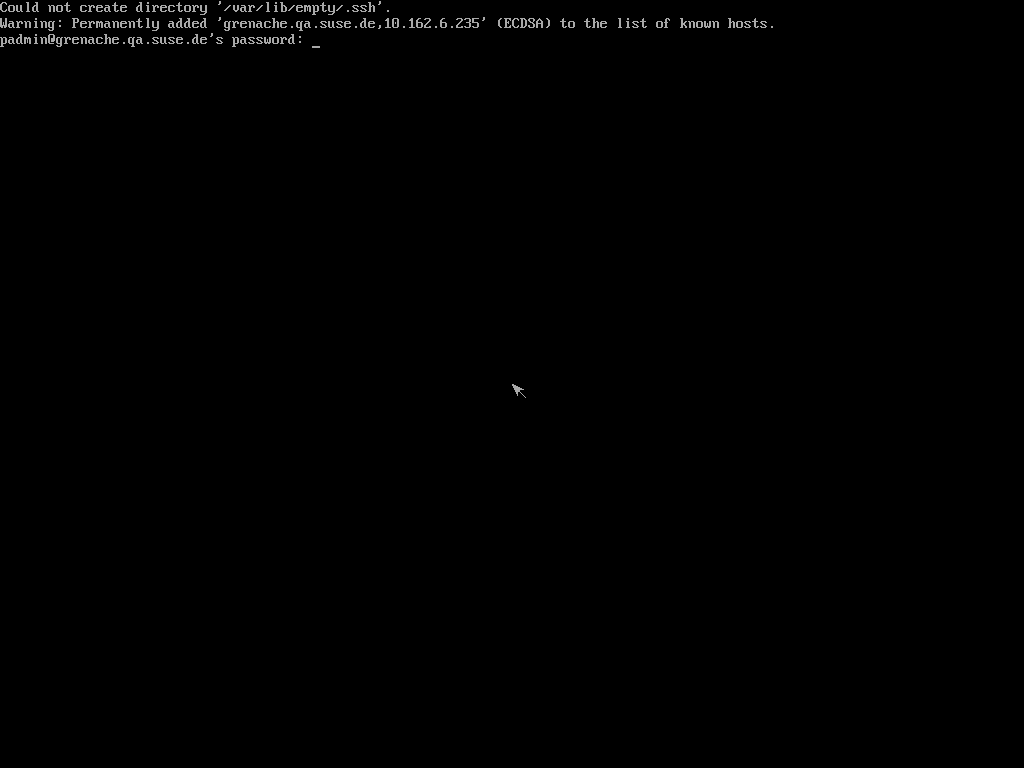 Could not create directory '/var/lib/empty/.ssh'.
Warning: Permanently added 'grenache.qa.suse.de,10.162.6.235' (ECDSA) to the list of known hosts.
padmin@grenache.qa.suse.de's password: _